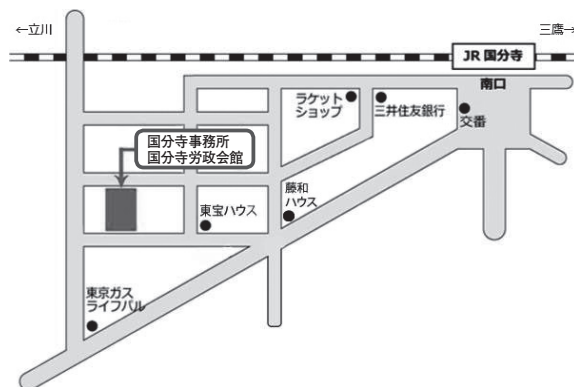 ←立川
三鷹→
JR 国分寺
南口
ラケット
ショップ
三井住友銀行
交番
国分寺事務所
国分寺労政会館
藤和
ハウス
東宝ハウス
東京ガス
ライフバル